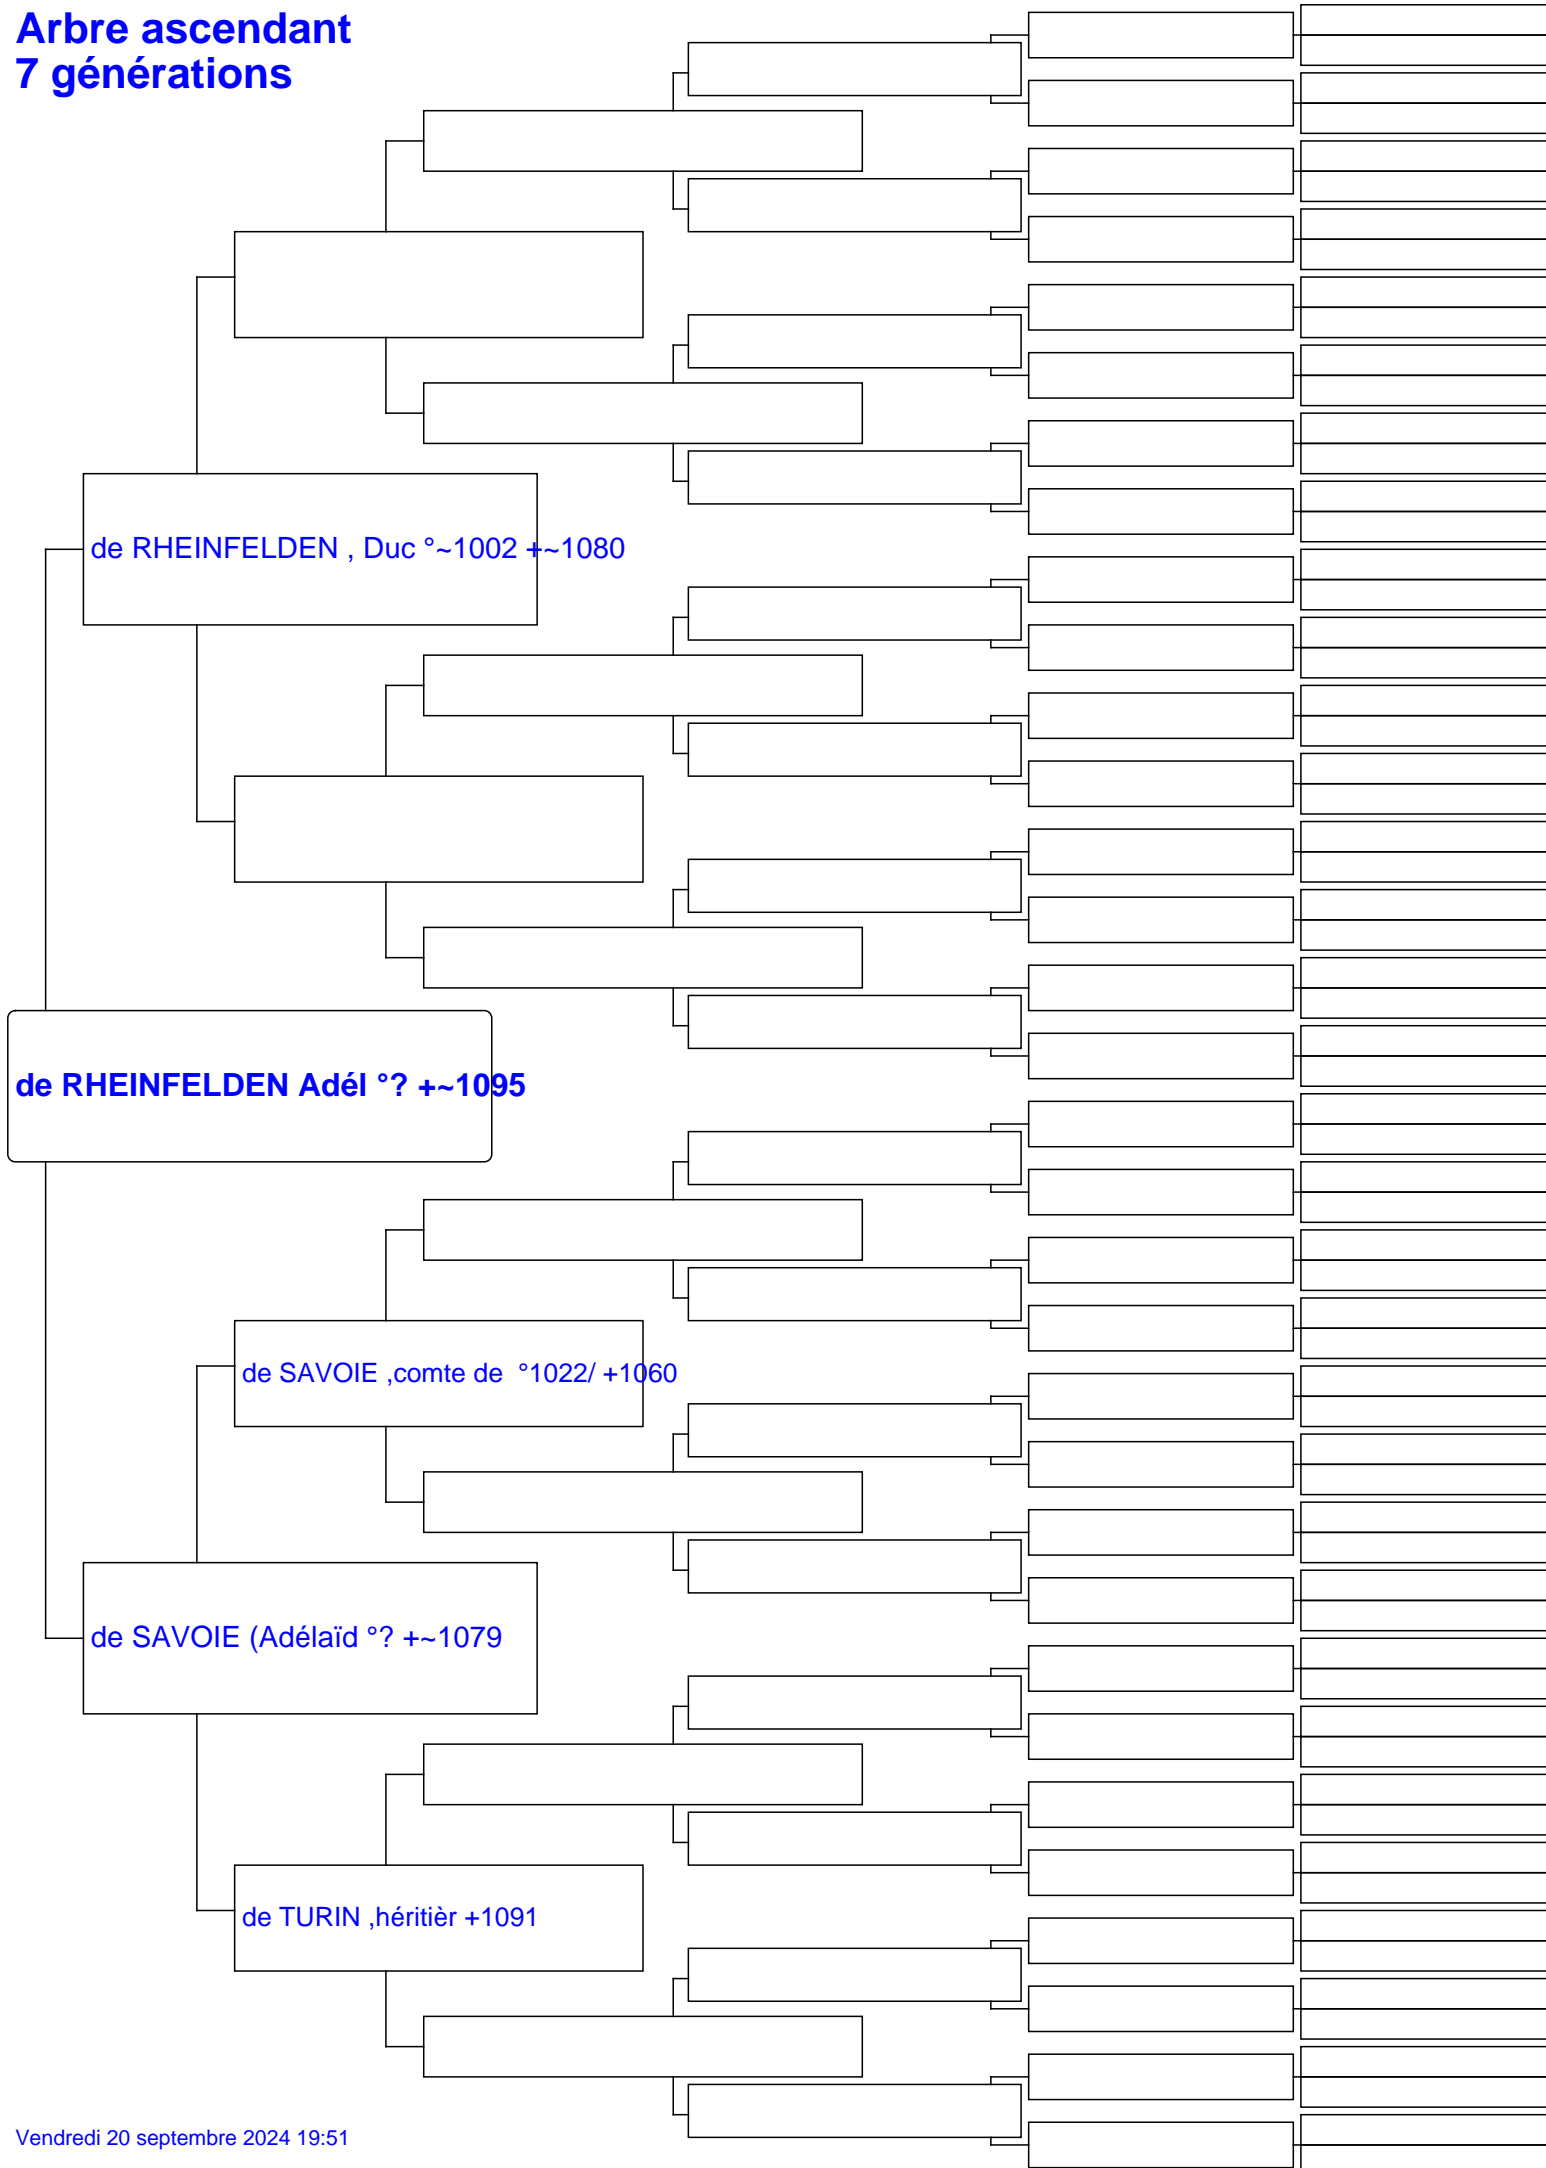 Arbre ascendant
7 générations
de RHEINFELDEN , Duc °~1002 +~1080
de RHEINFELDEN Adél °? +~1095
de SAVOIE ,comte de  °1022/ +1060
de SAVOIE (Adélaïd °? +~1079
de TURIN ,héritièr +1091
Vendredi 20 septembre 2024 19:51